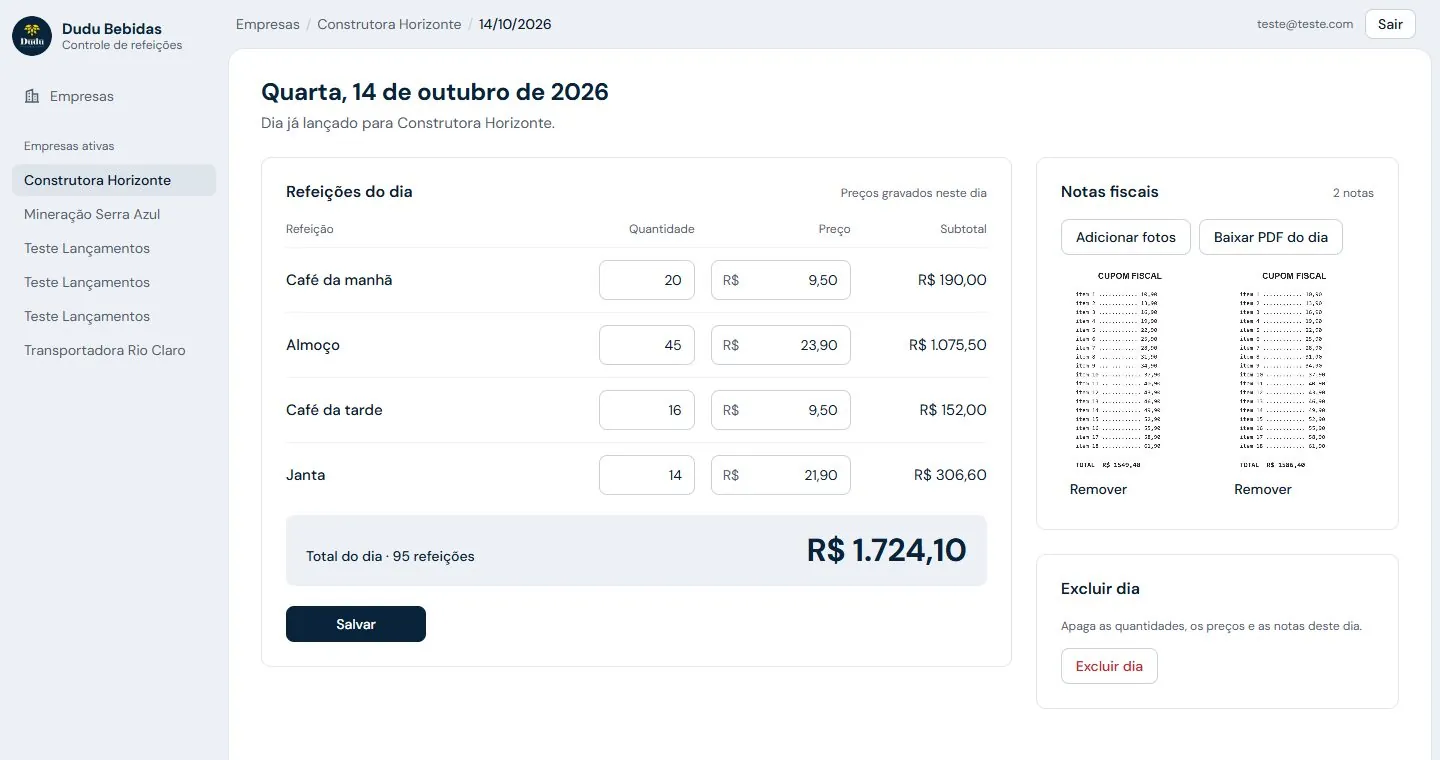 Dudu Bebidas
Controle de refeições
Empresas
Empresas ativas
Construtora Horizonte
Mineração Serra Azul
Teste Lançamentos
Teste Lançamentos
Teste Lançamentos
Transportadora Rio Claro
Empresas / Construtora Horizonte / 14/10/2026
teste@teste.com
Sair
Quarta, 14 de outubro de 2026
Dia já lançado para Construtora Horizonte.
Refeições do dia
Preços gravados neste dia
Refeição Quantidade Preço Subtotal
Café da manhã 20 R$ 9,50 R$ 190,00
Almoço 45 R$ 23,90 R$ 1.075,50
Café da tarde 16 R$ 9,50 R$ 152,00
Janta 14 R$ 21,90 R$ 306,60
Total do dia · 95 refeições R$ 1.724,10
Salvar
Notas fiscais
2 notas
Adicionar fotos
Baixar PDF do dia
CUPOM FISCAL
CUPOM FISCAL
Remover
Remover
Excluir dia
Apaga as quantidades, os preços e as notas deste dia.
Excluir dia